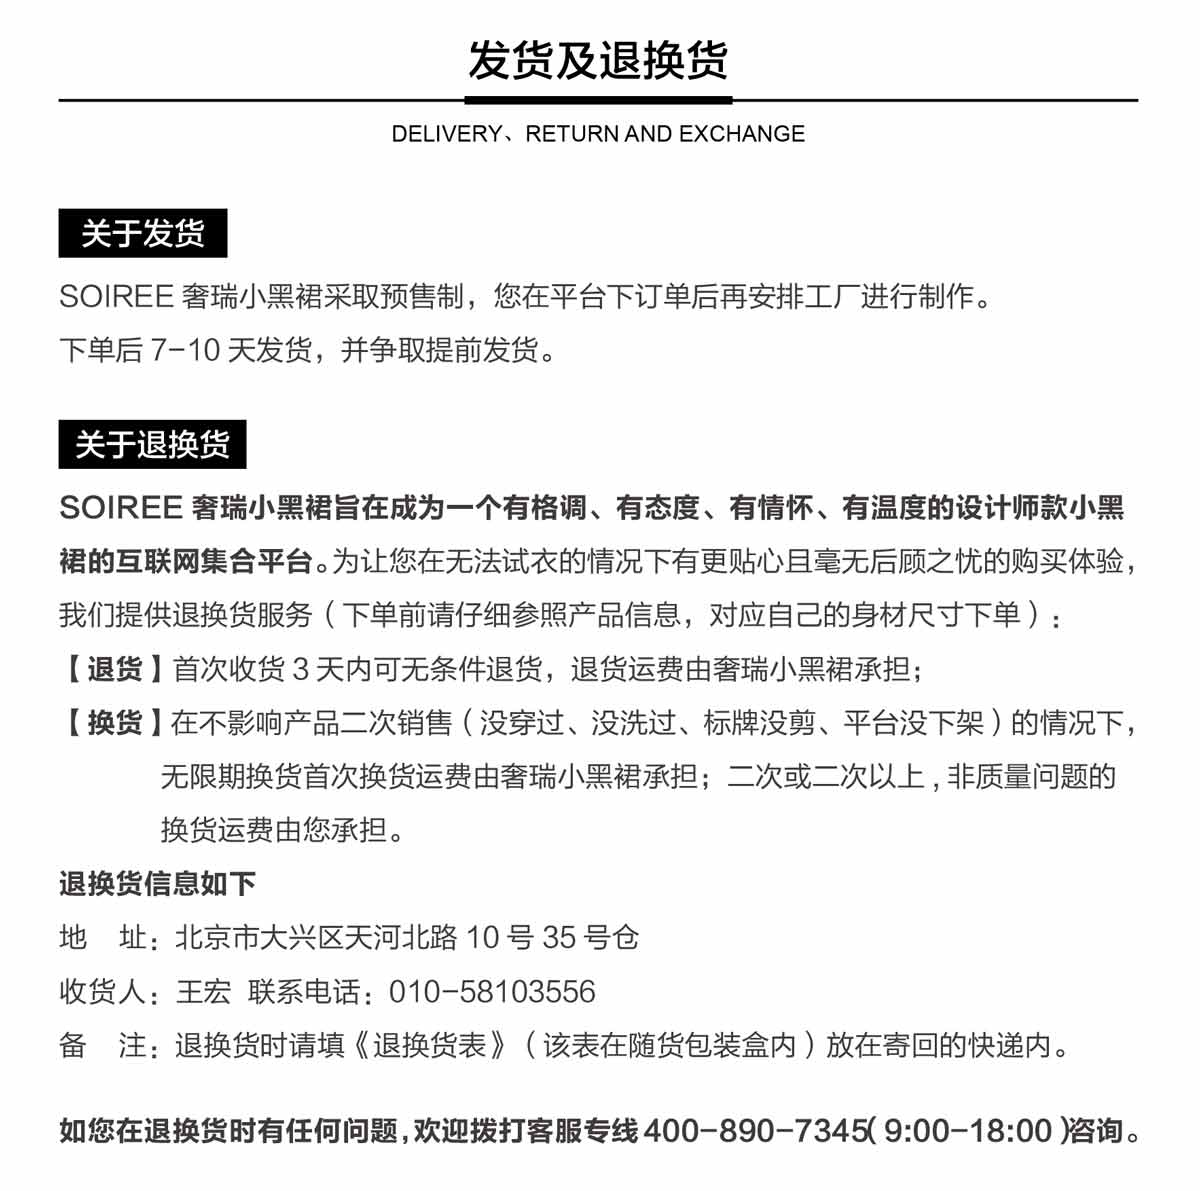 发货及退换货
DELIVERY、RETURN AND EXCHANGE
关于发货
SOIREE 奢瑞小黑裙采取预售制，您在平台下订单后再安排工厂进行制作。
下单后 7-10 天发货，并争取提前发货。
关于退换货
SOIREE 奢瑞小黑裙旨在成为一个有格调、有态度、有情怀、有温度的设计师款小黑
裙的互联网集合平台。为让您在无法试衣的情况下有更贴心且毫无后顾之忧的购买体验，
我们提供退换货服务（下单前请仔细参照产品信息，对应自己的身材尺寸下单）：
【退货】首次收货 3 天内可无条件退货，退货运费由奢瑞小黑裙承担；
【换货】在不影响产品二次销售（没穿过、没洗过、标牌没剪、平台没下架）的情况下，
无限期换货首次换货运费由奢瑞小黑裙承担；二次或二次以上，非质量问题的
换货运费由您承担。
退换货信息如下
地　址：北京市大兴区天河北路 10 号 35 号仓
收货人：王宏 联系电话：010-58103556
备　注：退换货时请填《退换货表》（该表在随货包装盒内）放在寄回的快递内。
如您在退换货时有任何问题，欢迎拨打客服专线 400-890-7345（9:00-18:00）咨询。